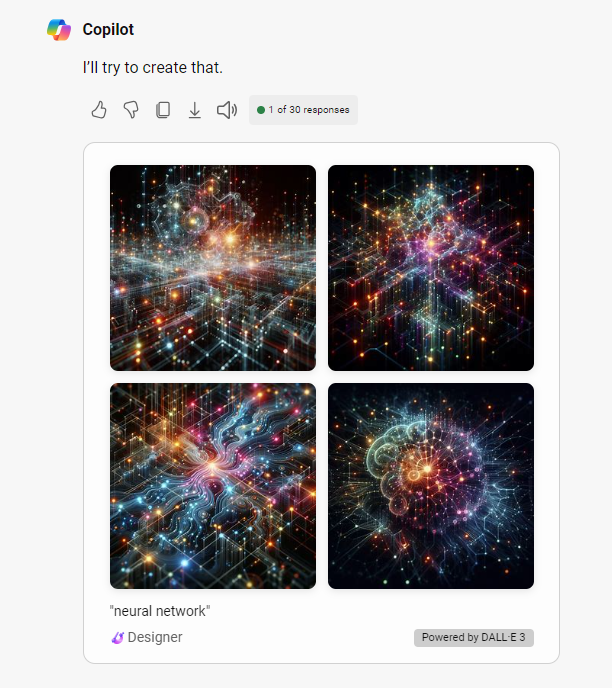 Copilot
I'll try to create that.
1 of 30 responses
"neural network"
Designer
Powered by DALL·E 3